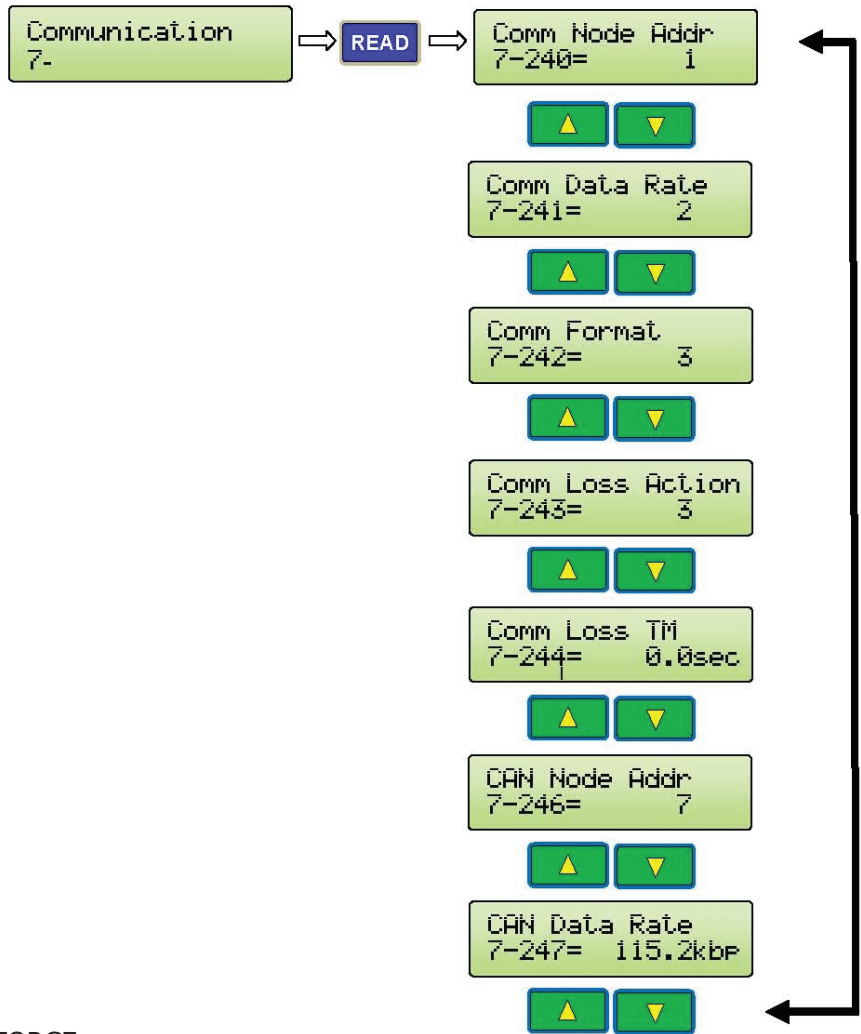 Communication
7-
READ
Comm Node Addr
7-240= 1
Comm Data Rate
7-241= 2
Comm Format
7-242= 3
Comm Loss Action
7-243= 3
Comm Loss TM
7-244= 0.0sec
CAN Node Addr
7-246= 7
CAN Data Rate
7-247= 115.2kbp